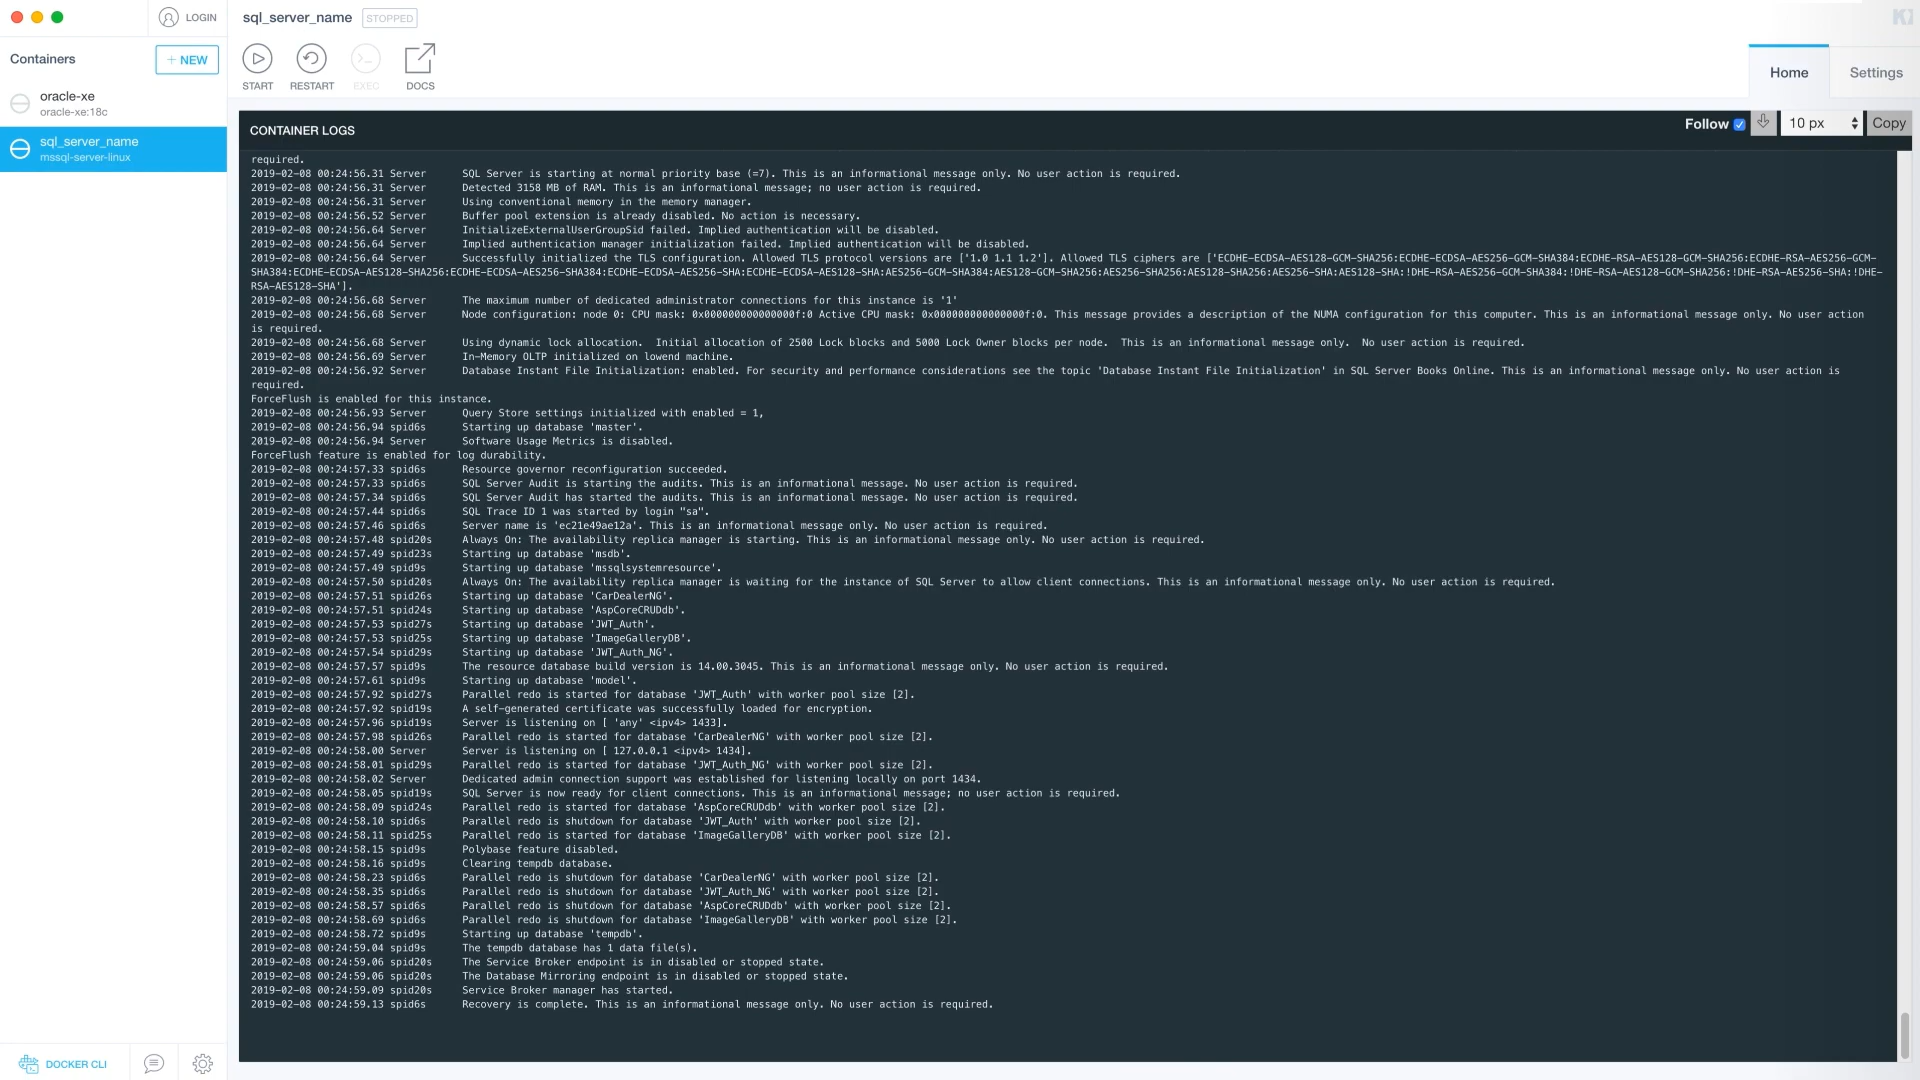 LOGIN
sql_server_name STOPPED
Containers
+ NEW
START RESTART EXEC DOCS
Home Settings
oracle-xe
oracle-xe:18c
sql_server_name
mssql-server-linux
CONTAINER LOGS
Follow 10 px Copy
required.
2019-02-08 00:24:56.31 Server SQL Server is starting at normal priority base (=7). This is an informational message only. No user action is required.
2019-02-08 00:24:56.31 Server Detected 3158 MB of RAM. This is an informational message; no user action is required.
2019-02-08 00:24:56.31 Server Using conventional memory in the memory manager.
2019-02-08 00:24:56.52 Server Buffer pool extension is already disabled. No action is necessary.
2019-02-08 00:24:56.64 Server InitializeExternalUserGroupSid failed. Implied authentication will be disabled.
2019-02-08 00:24:56.64 Server Implied authentication manager initialization failed. Implied authentication will be disabled.
2019-02-08 00:24:56.64 Server Successfully initialized the TLS configuration. Allowed TLS protocol versions are ['1.0 1.1 1.2']. Allowed TLS ciphers are ['ECDHE-ECDSA-AES128-GCM-SHA256:ECDHE-ECDSA-AES256-GCM-SHA384:ECDHE-RSA-AES128-GCM-SHA256:ECDHE-RSA-AES256-GCM-
SHA384:ECDHE-ECDSA-AES128-SHA256:ECDHE-ECDSA-AES256-SHA384:ECDHE-ECDSA-AES256-SHA:ECDHE-ECDSA-AES128-SHA:AES256-GCM-SHA384:AES128-GCM-SHA256:AES256-SHA256:AES128-SHA256:AES256-SHA:AES128-SHA:!DHE-RSA-AES256-GCM-SHA384:!DHE-RSA-AES128-GCM-SHA256:!DHE-RSA-AES256-SHA:!DHE-
RSA-AES128-SHA'].
2019-02-08 00:24:56.68 Server The maximum number of dedicated administrator connections for this instance is '1'
2019-02-08 00:24:56.68 Server Node configuration: node 0: CPU mask: 0x000000000000000f:0 Active CPU mask: 0x000000000000000f:0. This message provides a description of the NUMA configuration for this computer. This is an informational message only. No user action
is required.
2019-02-08 00:24:56.68 Server Using dynamic lock allocation. Initial allocation of 2500 Lock blocks and 5000 Lock Owner blocks per node. This is an informational message only. No user action is required.
2019-02-08 00:24:56.69 Server In-Memory OLTP initialized on lowend machine.
2019-02-08 00:24:56.92 Server Database Instant File Initialization: enabled. For security and performance considerations see the topic 'Database Instant File Initialization' in SQL Server Books Online. This is an informational message only. No user action is
required.
ForceFlush is enabled for this instance.
2019-02-08 00:24:56.93 Server Query Store settings initialized with enabled = 1,
2019-02-08 00:24:56.94 spid6s Starting up database 'master'.
2019-02-08 00:24:56.94 Server Software Usage Metrics is disabled.
ForceFlush feature is enabled for log durability.
2019-02-08 00:24:57.33 spid6s Resource governor reconfiguration succeeded.
2019-02-08 00:24:57.33 spid6s SQL Server Audit is starting the audits. This is an informational message. No user action is required.
2019-02-08 00:24:57.34 spid6s SQL Server Audit has started the audits. This is an informational message. No user action is required.
2019-02-08 00:24:57.44 spid6s SQL Trace ID 1 was started by login "sa".
2019-02-08 00:24:57.46 spid6s Server name is 'ec21e49ae12a'. This is an informational message only. No user action is required.
2019-02-08 00:24:57.48 spid20s Always On: The availability replica manager is starting. This is an informational message only. No user action is required.
2019-02-08 00:24:57.49 spid23s Starting up database 'msdb'.
2019-02-08 00:24:57.49 spid9s Starting up database 'mssqlsystemresource'.
2019-02-08 00:24:57.50 spid20s Always On: The availability replica manager is waiting for the instance of SQL Server to allow client connections. This is an informational message only. No user action is required.
2019-02-08 00:24:57.51 spid26s Starting up database 'CarDealerNG'.
2019-02-08 00:24:57.51 spid24s Starting up database 'AspCoreCRUDdb'.
2019-02-08 00:24:57.53 spid27s Starting up database 'JWT_Auth'.
2019-02-08 00:24:57.53 spid25s Starting up database 'ImageGalleryDB'.
2019-02-08 00:24:57.54 spid29s Starting up database 'JWT_Auth_NG'.
2019-02-08 00:24:57.57 spid9s The resource database build version is 14.00.3045. This is an informational message only. No user action is required.
2019-02-08 00:24:57.61 spid9s Starting up database 'model'.
2019-02-08 00:24:57.92 spid27s Parallel redo is started for database 'JWT_Auth' with worker pool size [2].
2019-02-08 00:24:57.92 spid19s A self-generated certificate was successfully loaded for encryption.
2019-02-08 00:24:57.96 spid19s Server is listening on [ 'any' <ipv4> 1433].
2019-02-08 00:24:57.98 spid26s Parallel redo is started for database 'CarDealerNG' with worker pool size [2].
2019-02-08 00:24:58.00 Server Server is listening on [ 127.0.0.1 <ipv4> 1434].
2019-02-08 00:24:58.01 spid29s Parallel redo is started for database 'JWT_Auth_NG' with worker pool size [2].
2019-02-08 00:24:58.02 Server Dedicated admin connection support was established for listening locally on port 1434.
2019-02-08 00:24:58.05 spid19s SQL Server is now ready for client connections. This is an informational message; no user action is required.
2019-02-08 00:24:58.09 spid24s Parallel redo is started for database 'AspCoreCRUDdb' with worker pool size [2].
2019-02-08 00:24:58.10 spid6s Parallel redo is shutdown for database 'JWT_Auth' with worker pool size [2].
2019-02-08 00:24:58.11 spid25s Parallel redo is started for database 'ImageGalleryDB' with worker pool size [2].
2019-02-08 00:24:58.15 spid9s Polybase feature disabled.
2019-02-08 00:24:58.16 spid9s Clearing tempdb database.
2019-02-08 00:24:58.23 spid6s Parallel redo is shutdown for database 'CarDealerNG' with worker pool size [2].
2019-02-08 00:24:58.35 spid6s Parallel redo is shutdown for database 'JWT_Auth_NG' with worker pool size [2].
2019-02-08 00:24:58.57 spid6s Parallel redo is shutdown for database 'AspCoreCRUDdb' with worker pool size [2].
2019-02-08 00:24:58.69 spid6s Parallel redo is shutdown for database 'ImageGalleryDB' with worker pool size [2].
2019-02-08 00:24:58.72 spid9s Starting up database 'tempdb'.
2019-02-08 00:24:59.04 spid9s The tempdb database has 1 data file(s).
2019-02-08 00:24:59.06 spid20s The Service Broker endpoint is in disabled or stopped state.
2019-02-08 00:24:59.06 spid20s The Database Mirroring endpoint is in disabled or stopped state.
2019-02-08 00:24:59.09 spid20s Service Broker manager has started.
2019-02-08 00:24:59.13 spid6s Recovery is complete. This is an informational message only. No user action is required.
DOCKER CLI